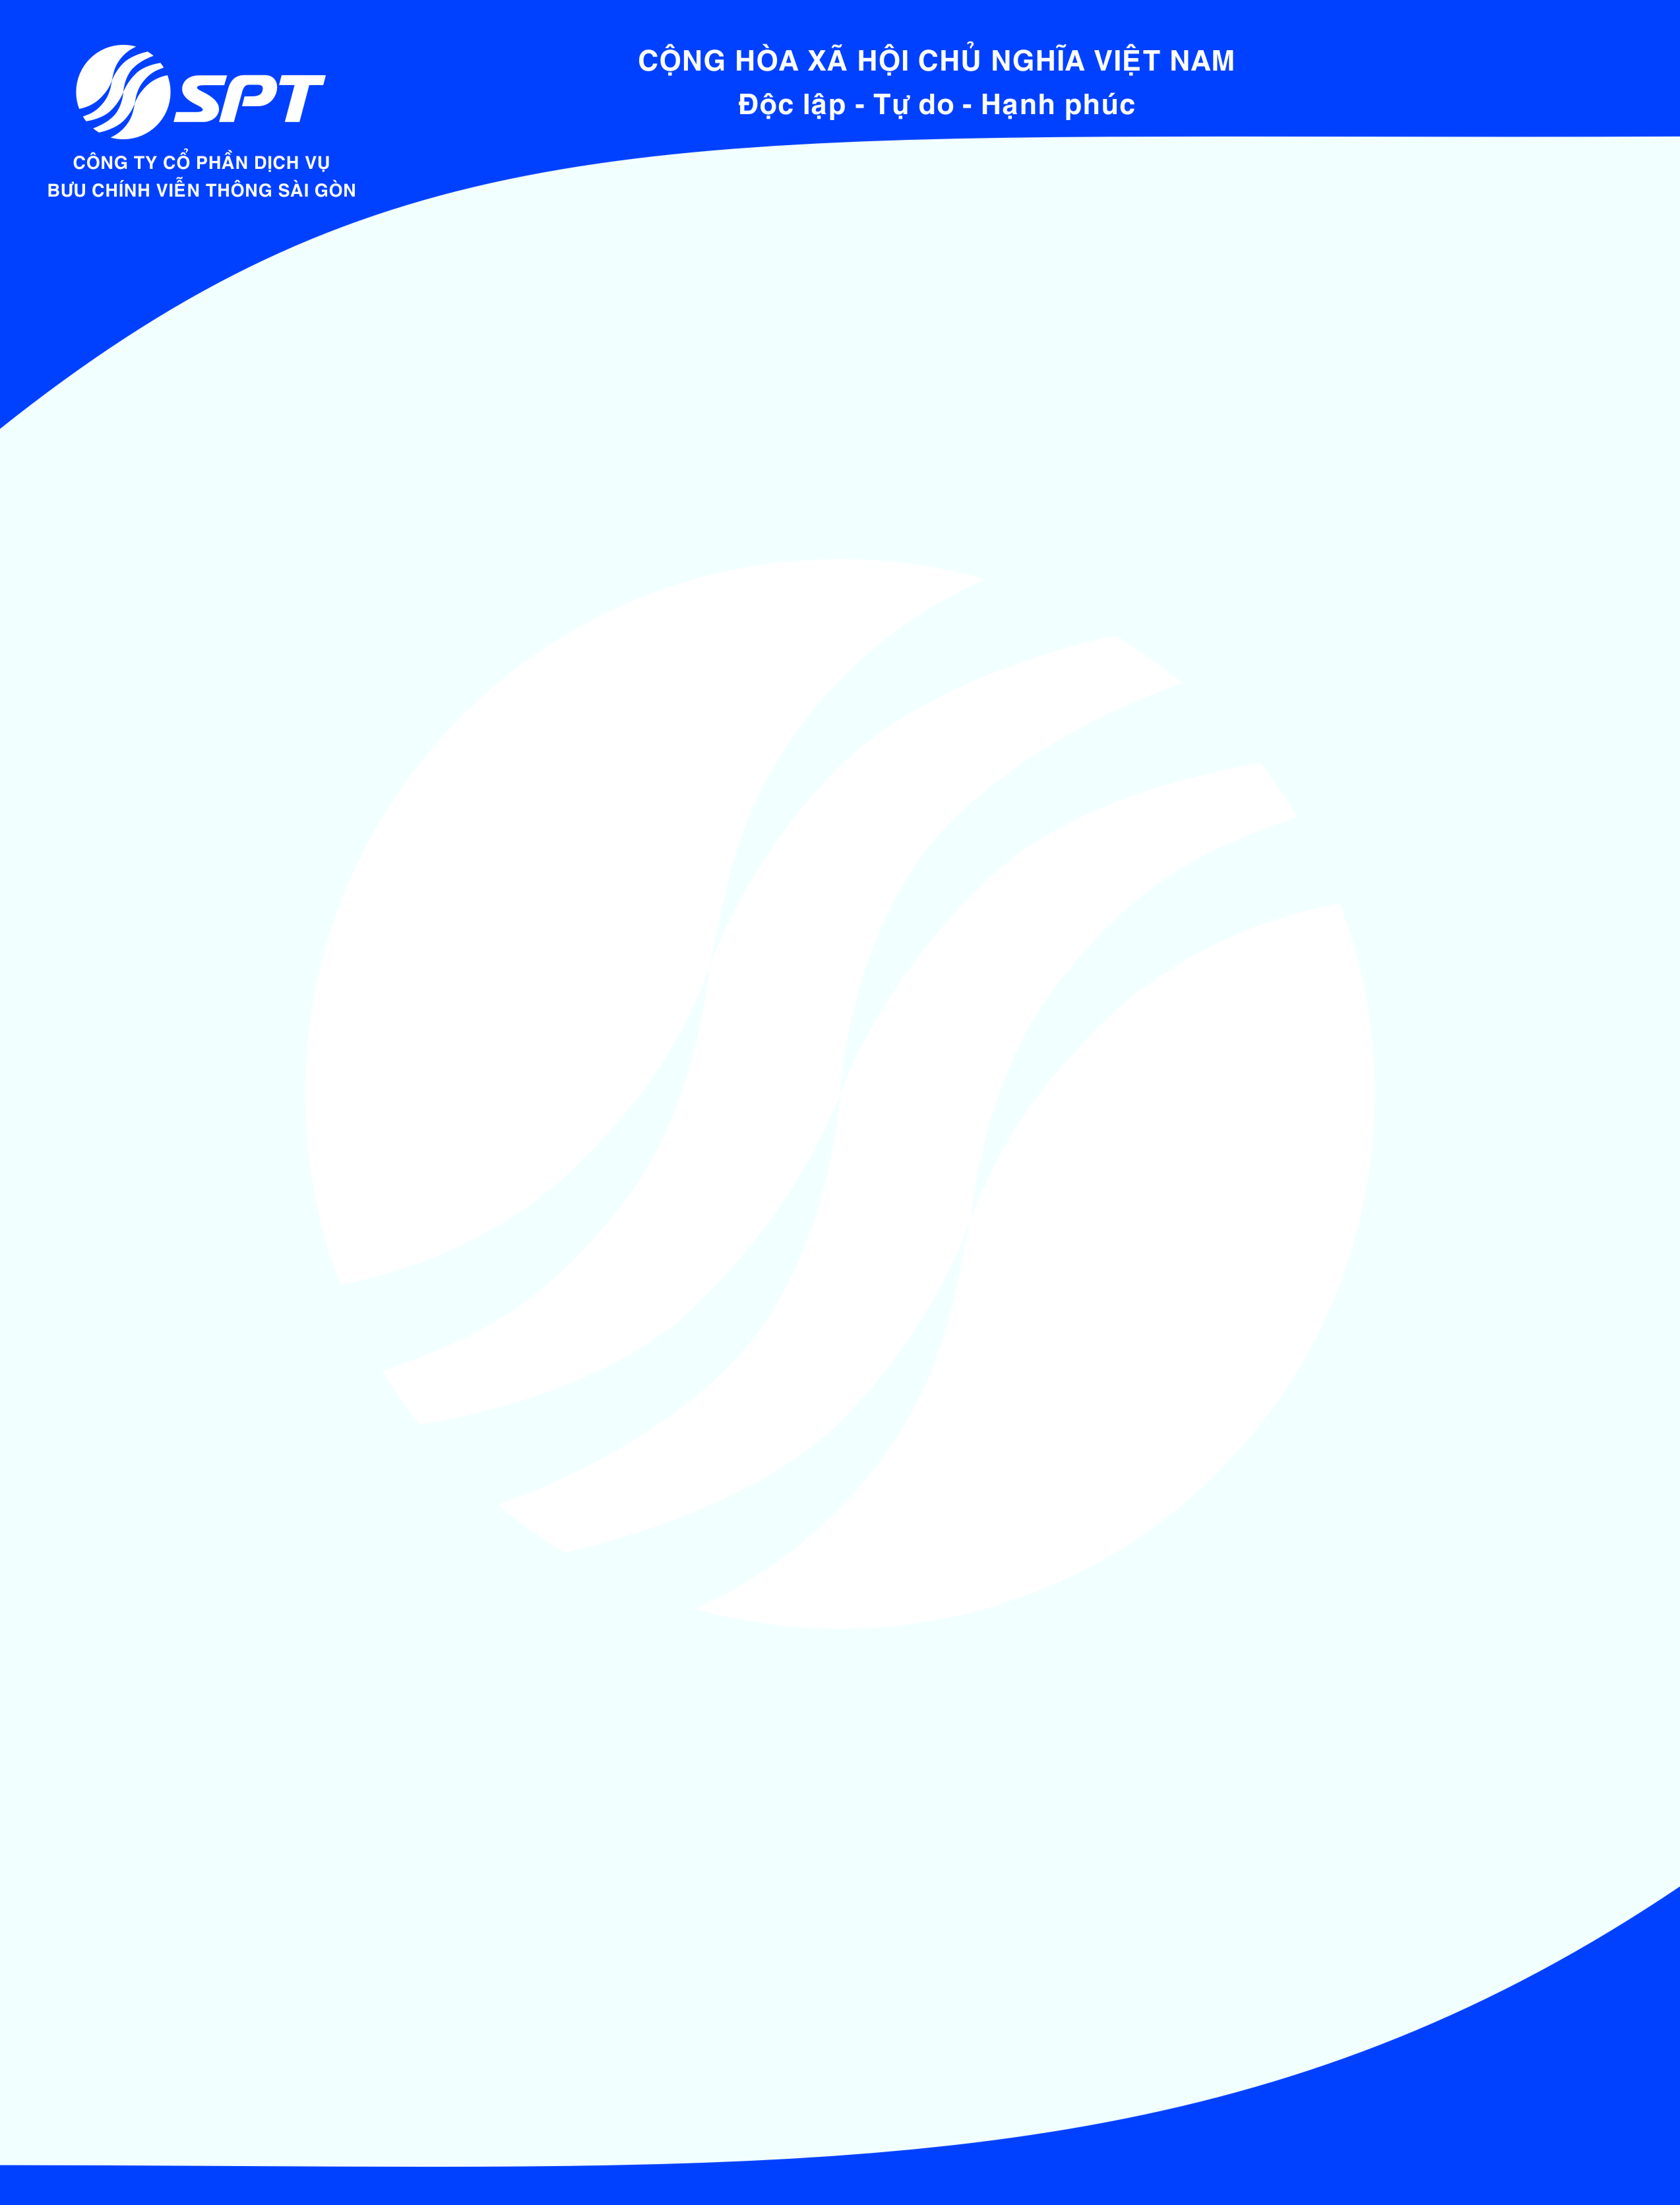 SPT
CÔNG TY CỔ PHẦN DỊCH VỤ
BƯU CHÍNH VIỄN THÔNG SÀI GÒN
CỘNG HÒA XÃ HỘI CHỦ NGHĨA VIỆT NAM
Độc lập - Tự do - Hạnh phúc